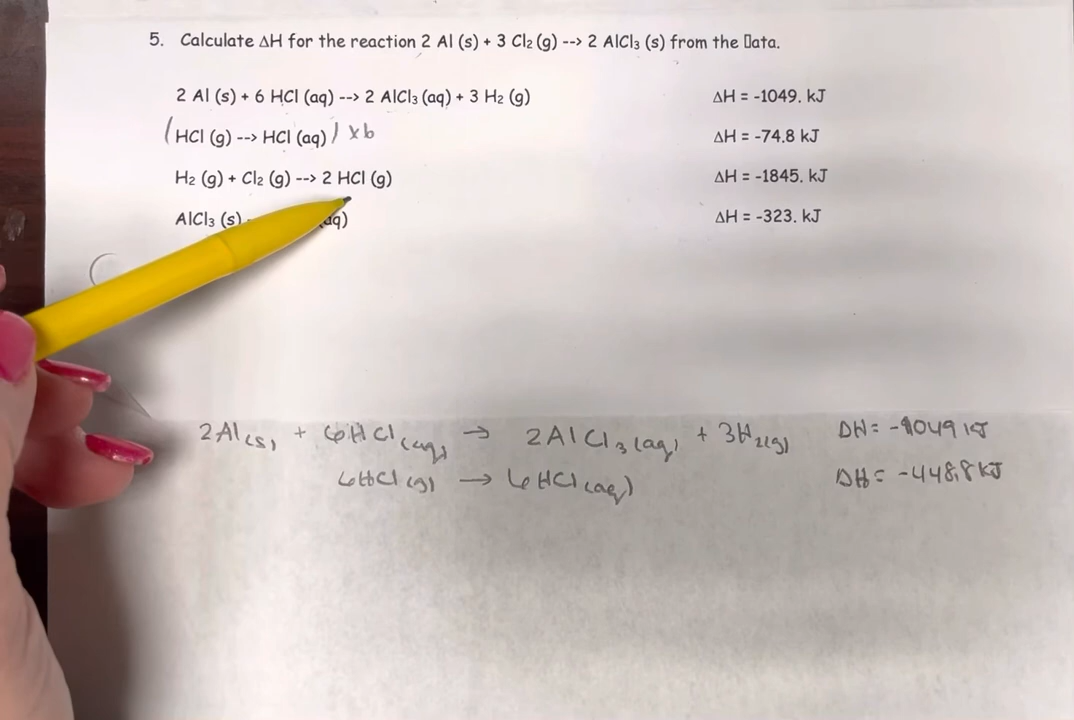 5. Calculate ΔH for the reaction 2 Al (s) + 3 Cl₂ (g) --> 2 AlCl₃ (s) from the data.
2 Al (s) + 6 HCl (aq) --> 2 AlCl₃ (aq) + 3 H₂ (g) ΔH = -1049. kJ
(HCl (g) --> HCl (aq)) x6 ΔH = -74.8 kJ
H₂ (g) + Cl₂ (g) --> 2 HCl (g) ΔH = -1845. kJ
AlCl₃ (s) aq) ΔH = -323. kJ
2Al(s) + 6HCl(aq) → 2AlCl₃(aq) + 3H₂(g) ΔH = -1049 kJ
6HCl(g) → 6HCl(aq) ΔH = -448.8 kJ